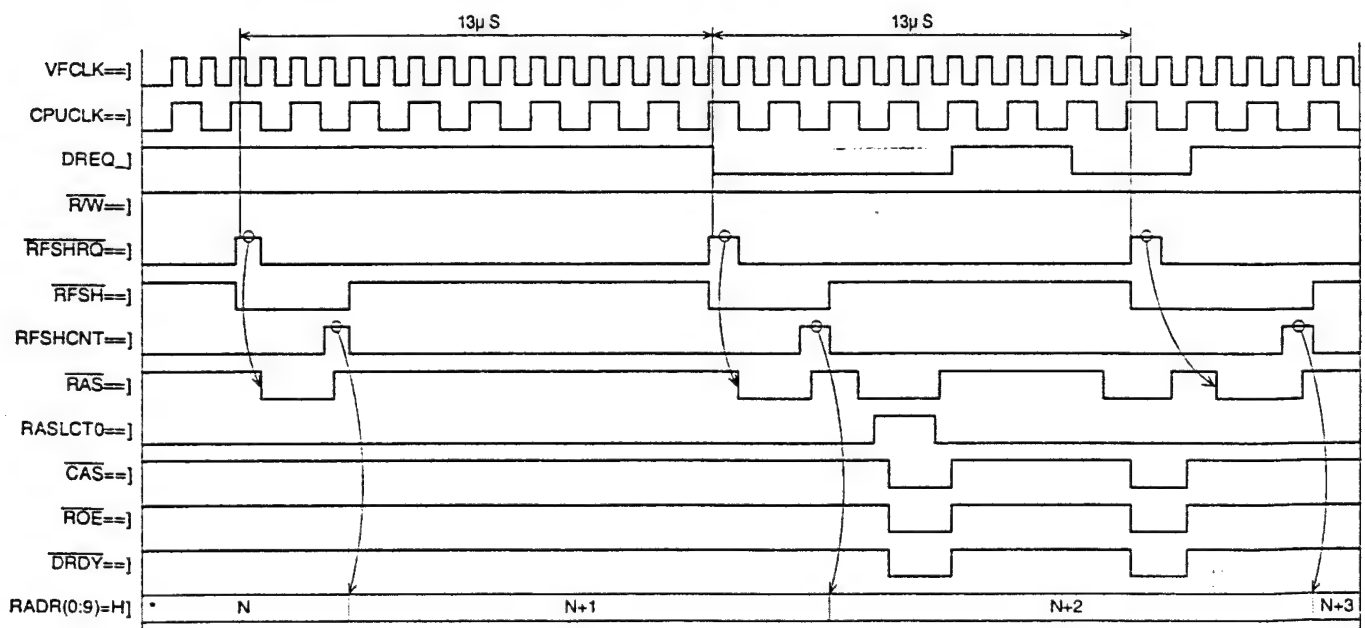 13μ S 13μ S
VFCLK==]
CPUCLK==]
DREQ_]
R/W==]
RFSHRQ==]
RFSH==]
RFSHCNT==]
RAS==]
RASLCT0==]
CAS==]
ROE==]
DRDY==]
RADR(0:9)=H] N N+1 N+2 N+3